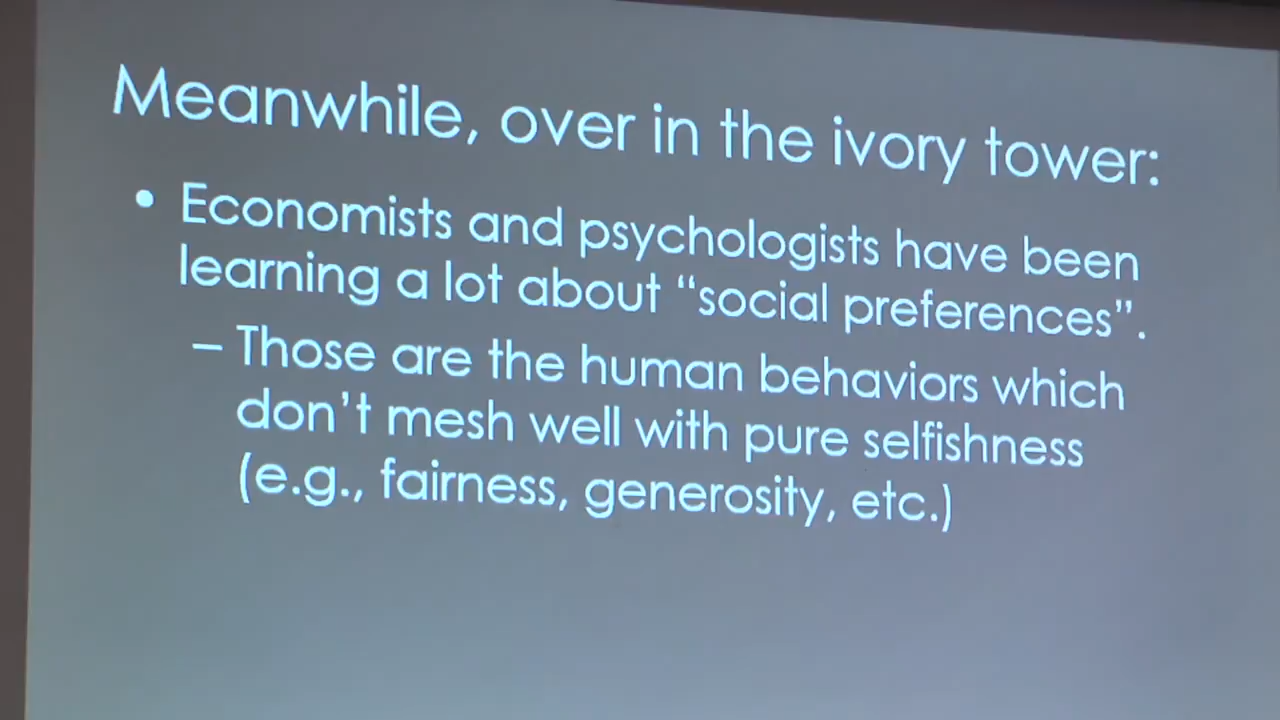 Meanwhile, over in the ivory tower:
• Economists and psychologists have been
learning a lot about “social preferences”.
– Those are the human behaviors which
don’t mesh well with pure selfishness
(e.g., fairness, generosity, etc.)